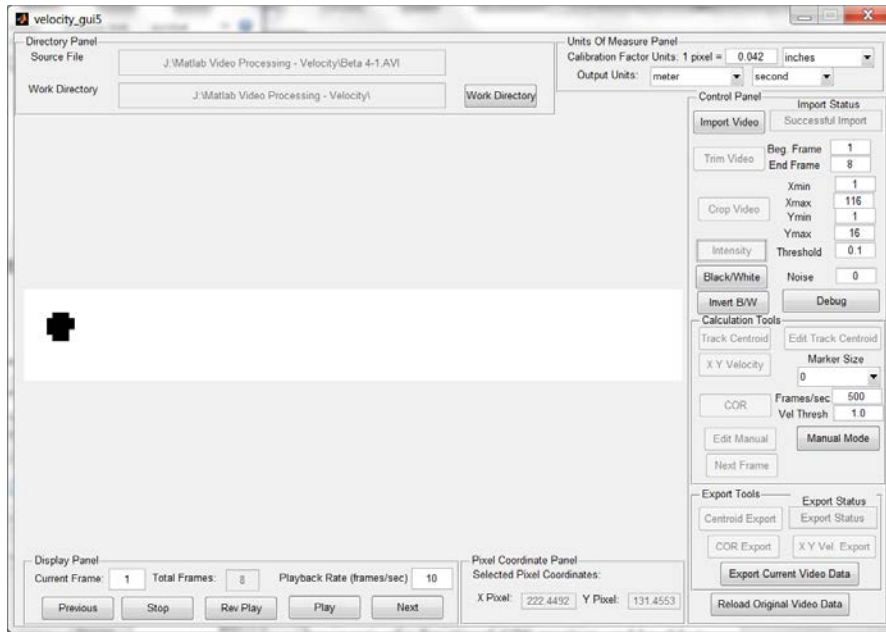 velocity_gui5
Directory Panel
Source File
J:\Matlab Video Processing - Velocity\Beta 4-1.AVI
Work Directory
J:\Matlab Video Processing - Velocity\
Work Directory
Units Of Measure Panel
Calibration Factor Units: 1 pixel = 0.042 inches
Output Units: meter second
Control Panel
Import Status
Import Video Successful Import
Trim Video
Beg. Frame 1
End Frame 8
Crop Video
Xmin 1
Xmax 116
Ymin 1
Ymax 16
Intensity Threshold 0.1
Black/White Noise 0
Invert B/W Debug
Calculation Tools
Track Centroid Edit Track Centroid
X Y Velocity
Marker Size
0
COR
Frames/sec 500
Vel Thresh 1.0
Edit Manual Manual Mode
Next Frame
Export Tools
Export Status
Centroid Export Export Status
COR Export X Y Vel. Export
Export Current Video Data
Reload Original Video Data
Display Panel
Current Frame: 1 Total Frames: 8 Playback Rate (frames/sec) 10
Previous Stop Rev Play Play Next
Pixel Coordinate Panel
Selected Pixel Coordinates:
X Pixel: 222.4492 Y Pixel: 131.4553